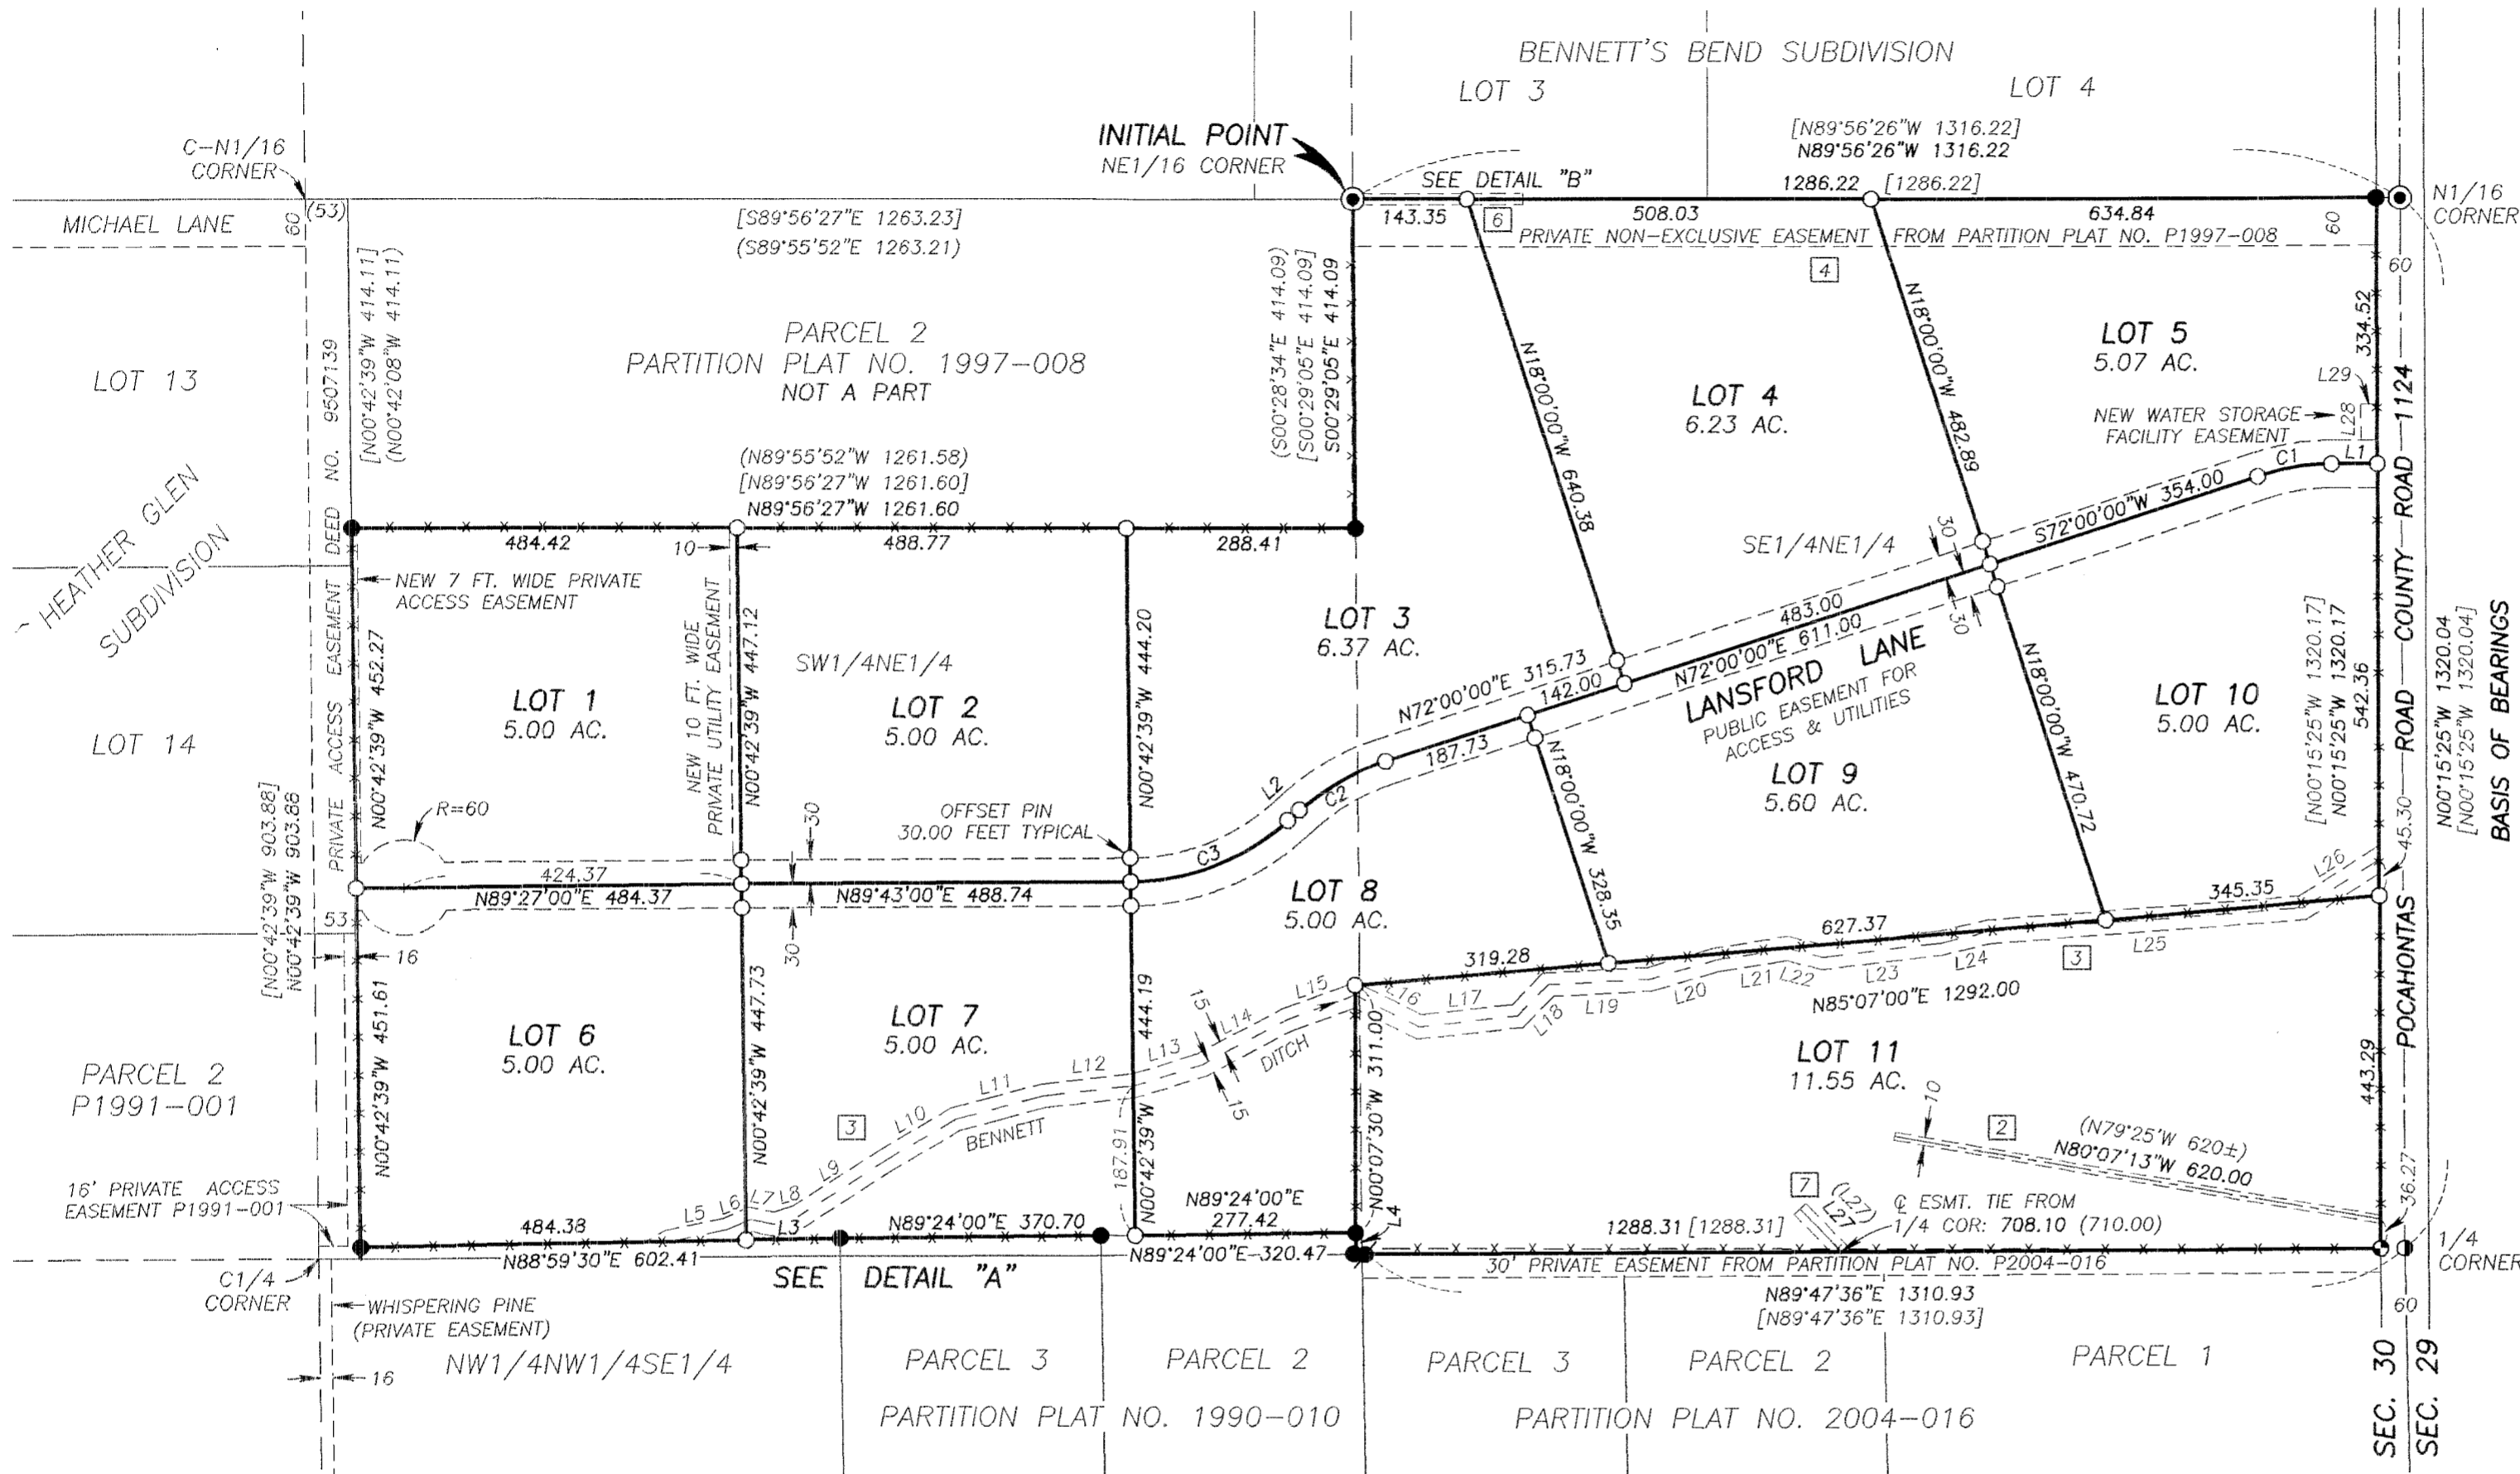 BENNETT'S BEND SUBDIVISION
LOT 3
LOT 4
[N89°56'26"W 1316.22]
N89°56'26"W 1316.22
INITIAL POINT
NE1/16 CORNER
C-N1/16
CORNER
SEE DETAIL "B"
1286.22 [1286.22]
N1/16
CORNER
MICHAEL LANE
60
(53)
[S89°56'27"E 1263.23]
(S89°55'52"E 1263.21)
143.35
6
508.03
634.84
60
PRIVATE NON-EXCLUSIVE EASEMENT FROM PARTITION PLAT NO. P1997-008
4
60
[N00°42'39"W 414.11]
(N00°42'08"W 414.11)
(S00°28'34"E 414.09)
[S00°29'05"E 414.09]
S00°29'05"E 414.09
PARCEL 2
PARTITION PLAT NO. 1997-008
NOT A PART
LOT 13
N18°00'00"W 640.38
N18°00'00"W 482.89
LOT 4
6.23 AC.
LOT 5
5.07 AC.
334.52
L29
L28
NEW WATER STORAGE
FACILITY EASEMENT
HEATHER GLEN
SUBDIVISION
PRIVATE ACCESS EASEMENT DEED NO. 9507139
(N89°55'52"W 1261.58)
[N89°56'27"W 1261.60]
N89°56'27"W 1261.60
484.42
10
488.77
288.41
C1
L1
S72°00'00"W 354.00
SE1/4NE1/4
30
30
NEW 7 FT. WIDE PRIVATE
ACCESS EASEMENT
NEW 10 FT. WIDE
PRIVATE UTILITY EASEMENT
N00°42'39"W 452.27
N00°42'39"W 447.12
N00°42'39"W 444.20
SW1/4NE1/4
LOT 1
5.00 AC.
LOT 2
5.00 AC.
LOT 3
6.37 AC.
483.00
N72°00'00"E 611.00
N72°00'00"E 315.73
142.00
187.73
LANSFORD LANE
PUBLIC EASEMENT FOR
ACCESS & UTILITIES
N18°00'00"W 470.72
LOT 10
5.00 AC.
[N00°15'25"W 1320.17]
N00°15'25"W 1320.17
542.36
POCAHONTAS ROAD COUNTY ROAD 1124
N00°15'25"W 1320.04
[N00°15'25"W 1320.04]
BASIS OF BEARINGS
LOT 14
[N00°42'39"W 903.88]
N00°42'39"W 903.88
R=60
OFFSET PIN
30.00 FEET TYPICAL
30
L2
C2
C3
N18°00'00"W 328.35
LOT 9
5.60 AC.
45.30
L26
424.37
N89°27'00"E 484.37
N89°43'00"E 488.74
30
53
16
LOT 8
5.00 AC.
345.35
627.37
319.28
L25
3
L24
L23
L22
L21
L20
L19
L18
L17
L16
N85°07'00"E 1292.00
N00°42'39"W 451.61
N00°42'39"W 447.73
444.19
LOT 6
5.00 AC.
LOT 7
5.00 AC.
15
L15
L14
L13
L12
L11
L10
L9
DITCH
15
BENNETT
3
PARCEL 2
P1991-001
N00°07'30"W 311.00
LOT 11
11.55 AC.
443.29
10
2
(N79°25'W 620±)
N80°07'13"W 620.00
36.27
16' PRIVATE ACCESS
EASEMENT P1991-001
187.91
N00°42'39"W
L5
L6
L7
L8
L3
484.38
N88°59'30"E 602.41
N89°24'00"E 370.70
N89°24'00"E
277.42
N89°24'00"E 320.47
L4
7
(L27)
L27
℄ ESMT. TIE FROM
1/4 COR: 708.10 (710.00)
1288.31 [1288.31]
1/4
CORNER
SEE DETAIL "A"
30' PRIVATE EASEMENT FROM PARTITION PLAT NO. P2004-016
N89°47'36"E 1310.93
[N89°47'36"E 1310.93]
60
C1/4
CORNER
WHISPERING PINE
(PRIVATE EASEMENT)
16
NW1/4NW1/4SE1/4
PARCEL 3
PARCEL 2
PARCEL 3
PARCEL 2
PARCEL 1
PARTITION PLAT NO. 1990-010
PARTITION PLAT NO. 2004-016
SEC. 30
SEC. 29